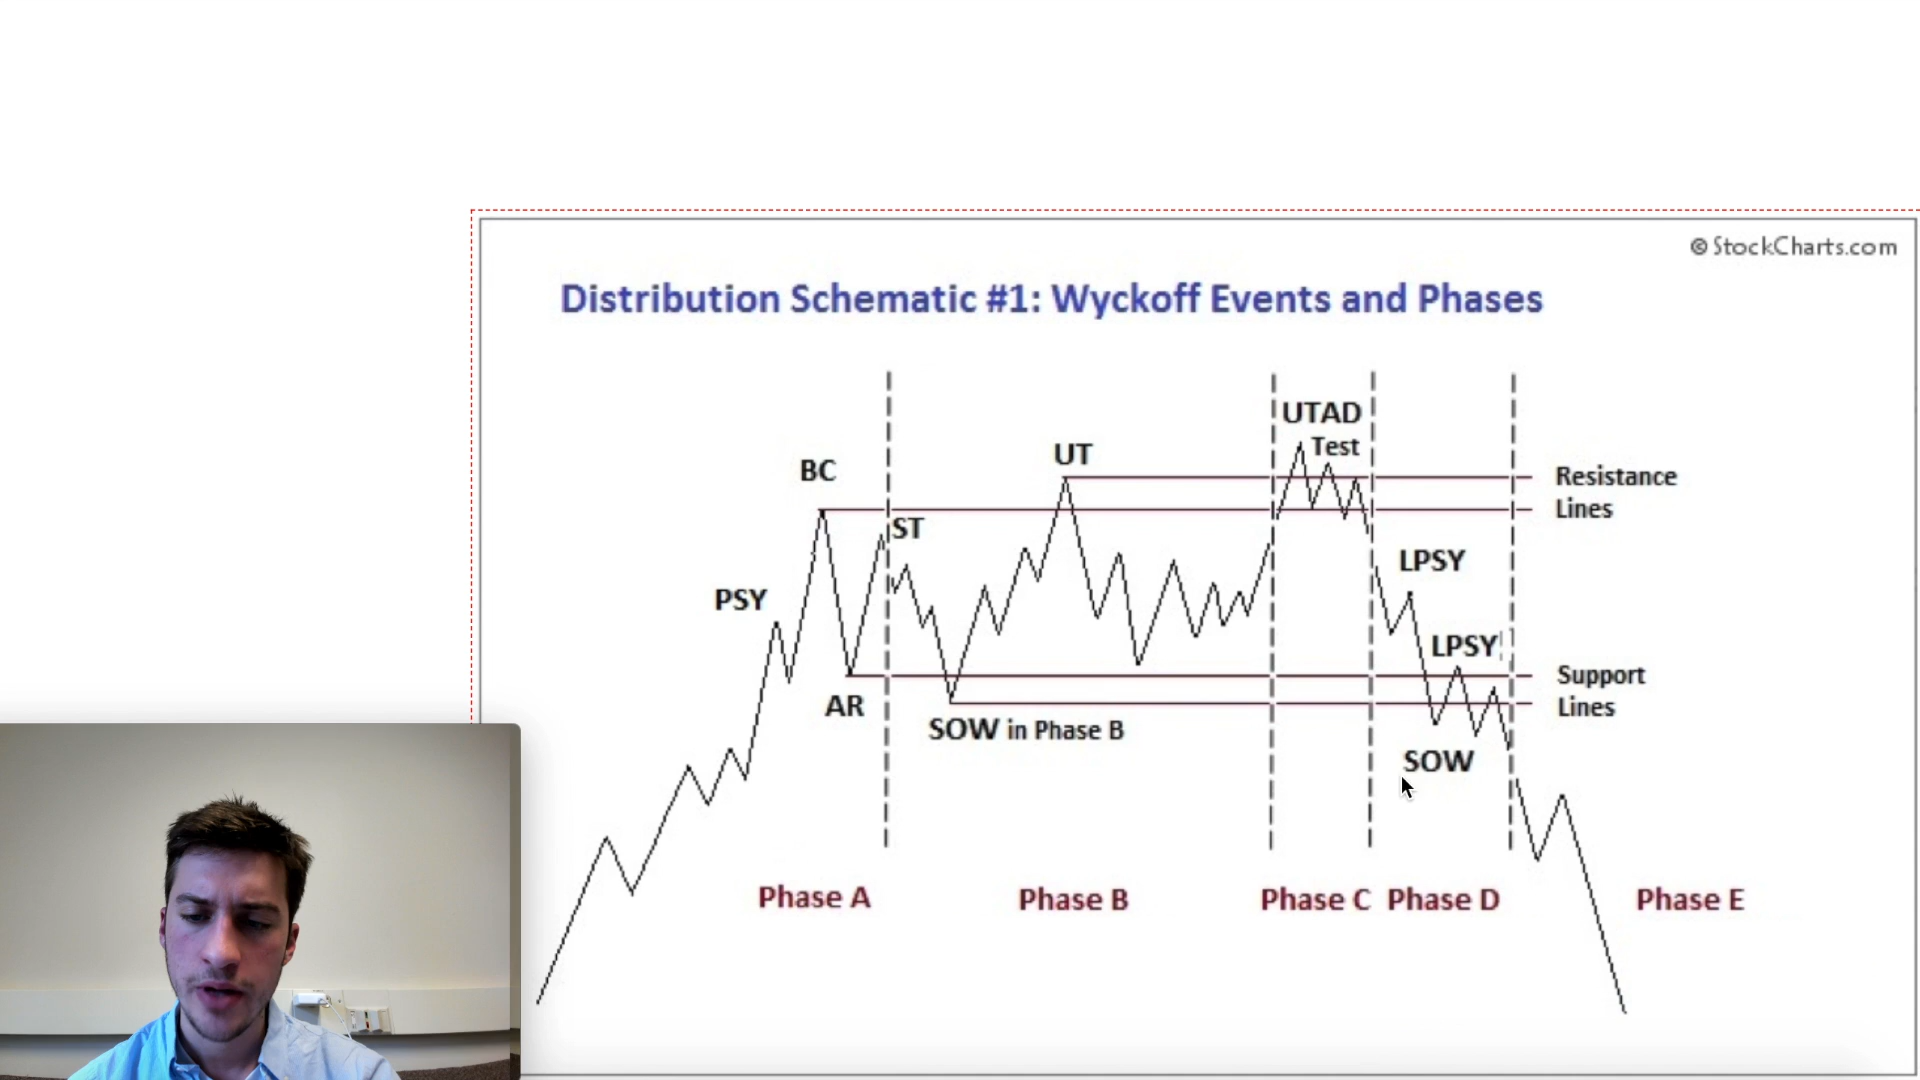 © StockCharts.com
Distribution Schematic #1: Wyckoff Events and Phases
UTAD
Test
UT
BC
Resistance
Lines
ST
LPSY
PSY
LPSY
Support
Lines
AR
SOW in Phase B
SOW
Phase A
Phase B
Phase C
Phase D
Phase E